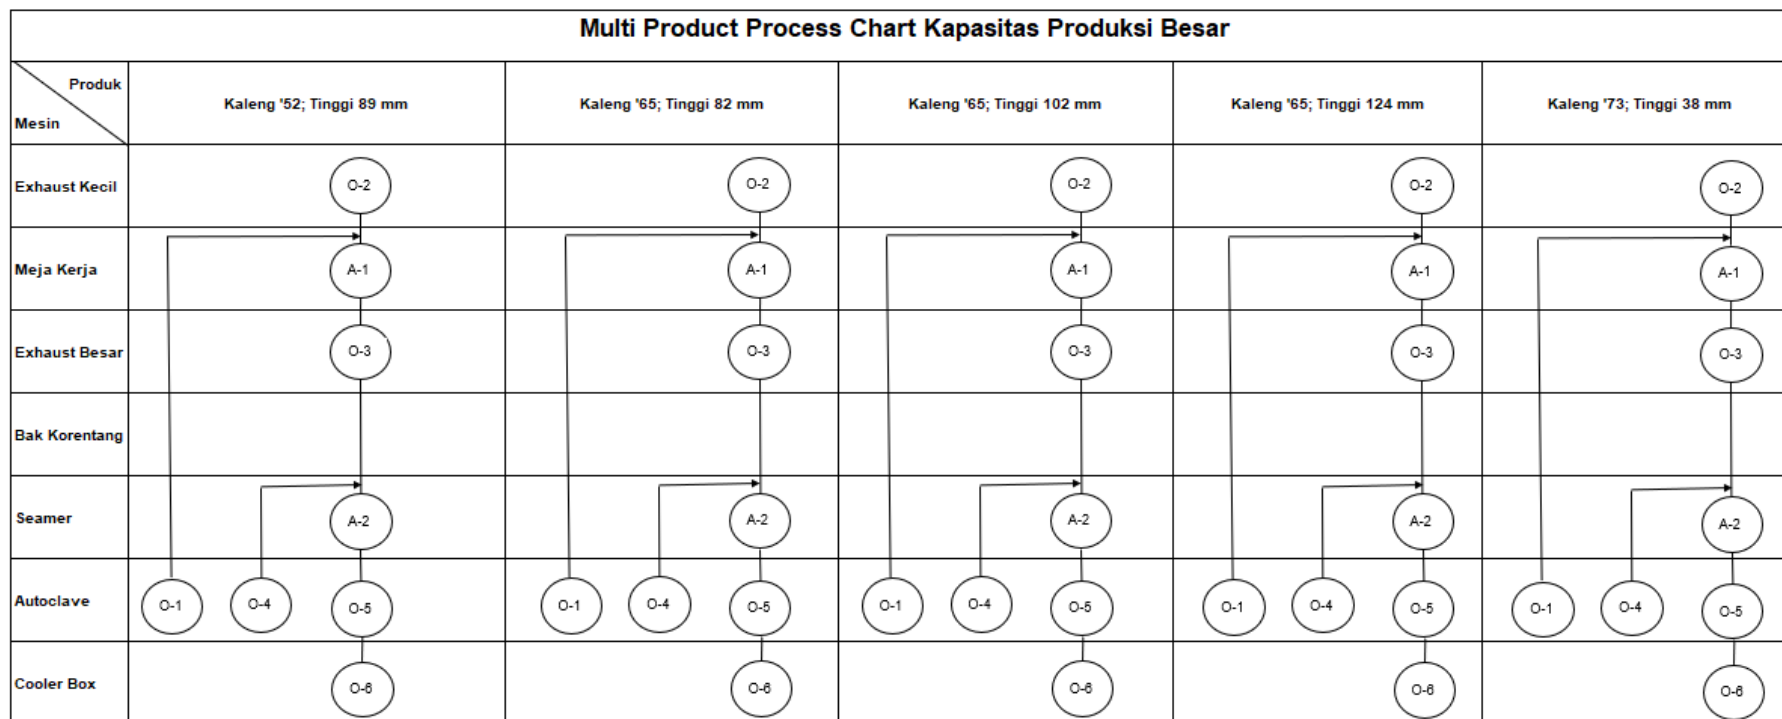 Multi Product Process Chart Kapasitas Produksi Besar
Produk
Mesin
Kaleng '52; Tinggi 89 mm
Kaleng '65; Tinggi 82 mm
Kaleng '65; Tinggi 102 mm
Kaleng '65; Tinggi 124 mm
Kaleng '73; Tinggi 38 mm
Exhaust Kecil
O-2
O-2
O-2
O-2
O-2
Meja Kerja
A-1
A-1
A-1
A-1
A-1
Exhaust Besar
O-3
O-3
O-3
O-3
O-3
Bak Korentang
Seamer
A-2
A-2
A-2
A-2
A-2
Autoclave
O-1
O-4
O-5
O-1
O-4
O-5
O-1
O-4
O-5
O-1
O-4
O-5
O-1
O-4
O-5
Cooler Box
O-6
O-6
O-6
O-6
O-6